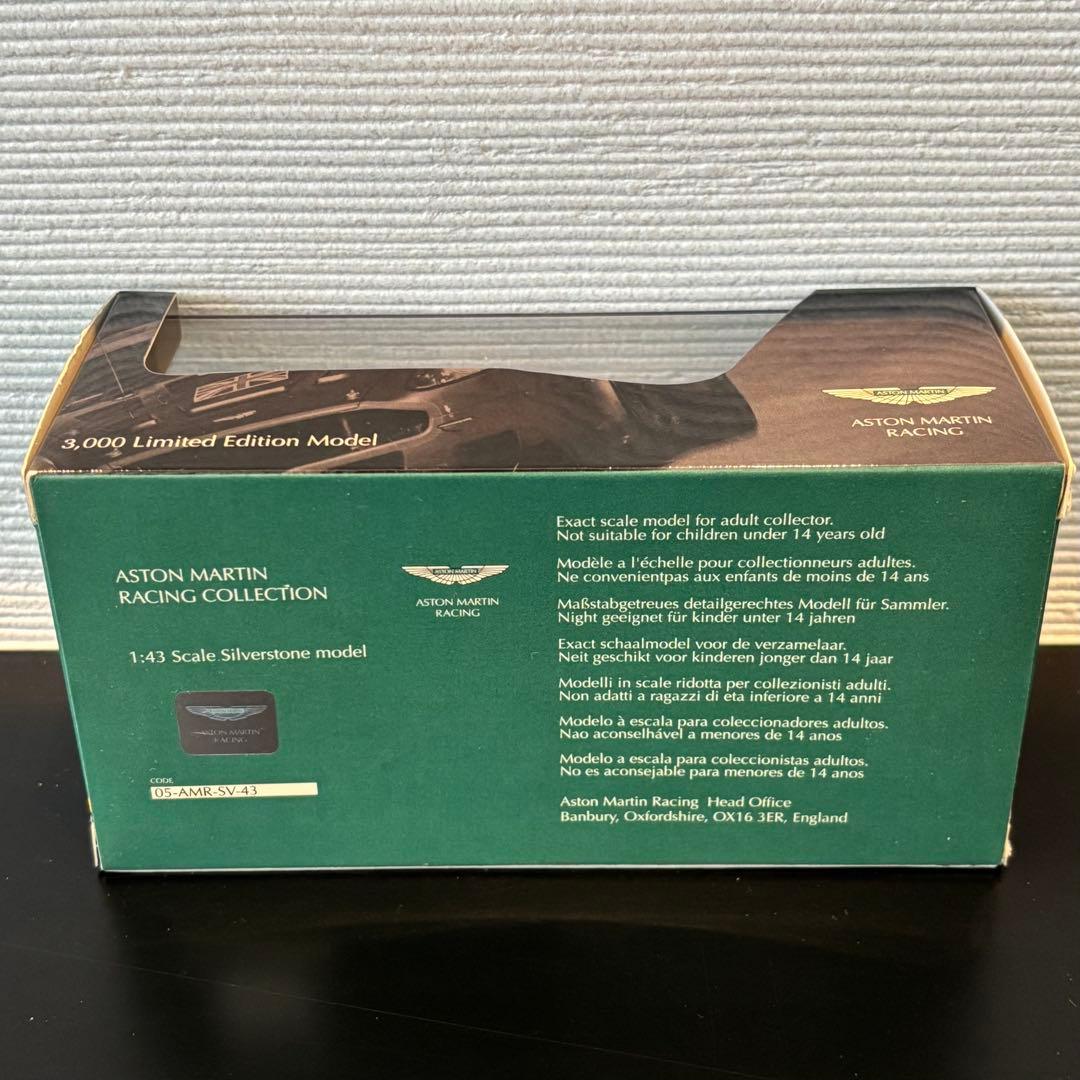 3,000 Limited Edition Model
ASTON MARTIN
ASTON MARTIN
RACING
ASTON MARTIN
RACING COLLECTION
1:43 Scale Silverstone model
ASTON MARTIN
RACING
CODE
05-AMR-SV-43
ASTON MARTIN
ASTON MARTIN
RACING
Exact scale model for adult collector.
Not suitable for children under 14 years old
Modèle a l'échelle pour collectionneurs adultes.
Ne convenientpas aux enfants de moins de 14 ans
Maßstabgetreues detailgerechtes Modell für Sammler.
Night geeignet für kinder unter 14 jahren
Exact schaalmodel voor de verzamelaar.
Neit geschikt voor kinderen jonger dan 14 jaar
Modelli in scale ridotta per collezionisti adulti.
Non adatti a ragazzi di eta inferiore a 14 anni
Modelo à escala para coleccionadores adultos.
Nao aconselhável a menores de 14 anos
Modelo a escala para coleccionistas adultos.
No es aconsejable para menores de 14 anos
Aston Martin Racing Head Office
Banbury, Oxfordshire, OX16 3ER, England